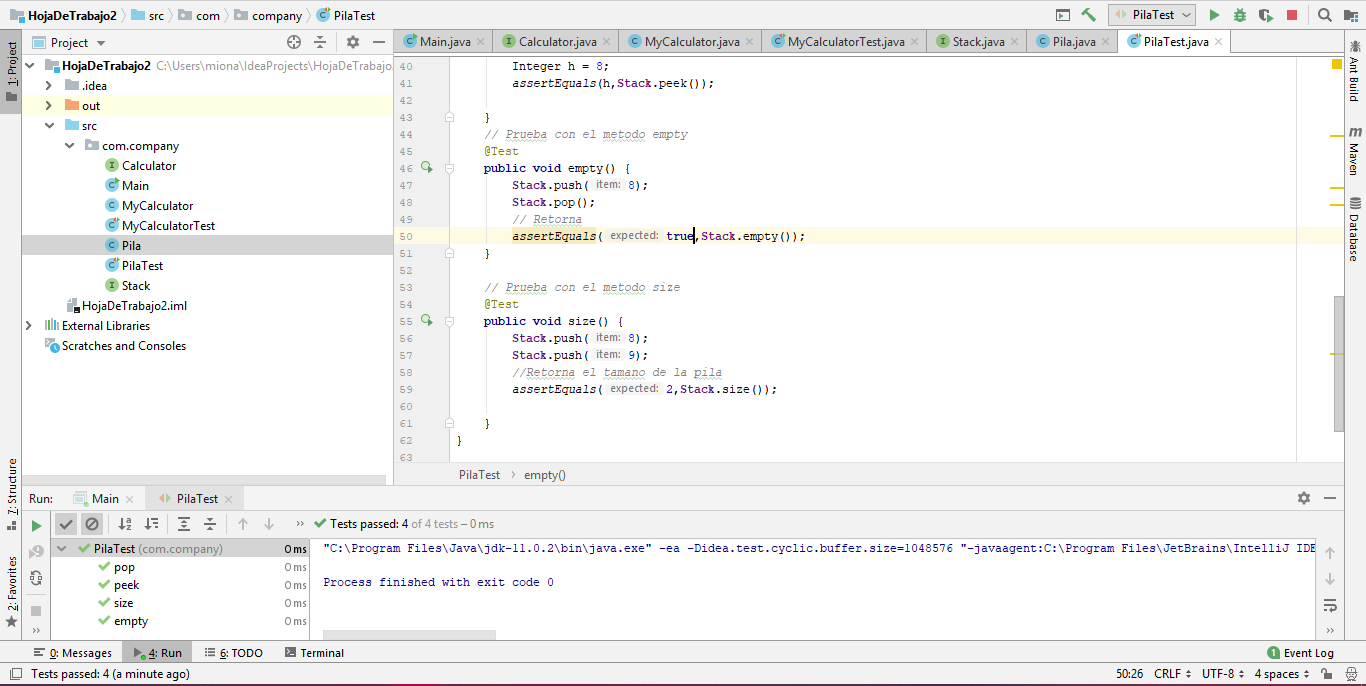 HojaDeTrabajo2 src com company PilaTest
PilaTest
Project
Main.java Calculator.java MyCalculator.java MyCalculatorTest.java Stack.java Pila.java PilaTest.java
1: Project
7: Structure
2: Favorites
HojaDeTrabajo2 C:\Users\miona\IdeaProjects\HojaDeTrabajo
.idea
out
src
com.company
Calculator
Main
MyCalculator
MyCalculatorTest
Pila
PilaTest
Stack
HojaDeTrabajo2.iml
External Libraries
Scratches and Consoles
40 Integer h = 8;
41 assertEquals(h,Stack.peek());
42
43 }
44 // Prueba con el metodo empty
45 @Test
46 public void empty() {
47 Stack.push( item: 8);
48 Stack.pop();
49 // Retorna
50 assertEquals( expected: true,Stack.empty());
51 }
52
53 // Prueba con el metodo size
54 @Test
55 public void size() {
56 Stack.push( item: 8);
57 Stack.push( item: 9);
58 //Retorna el tamano de la pila
59 assertEquals( expected: 2,Stack.size());
60
61 }
62 }
63
PilaTest empty()
Ant Build
m Maven
Database
Run: Main PilaTest
Tests passed: 4 of 4 tests – 0 ms
PilaTest (com.company) 0 ms
pop 0 ms
peek 0 ms
size 0 ms
empty 0 ms
"C:\Program Files\Java\jdk-11.0.2\bin\java.exe" -ea -Didea.test.cyclic.buffer.size=1048576 "-javaagent:C:\Program Files\JetBrains\IntelliJ IDE
Process finished with exit code 0
0: Messages 4: Run 6: TODO Terminal 1 Event Log
Tests passed: 4 (a minute ago) 50:26 CRLF UTF-8 4 spaces